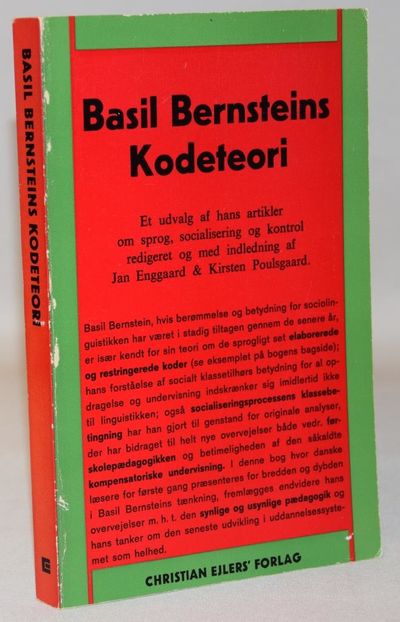 BASIL BERNSTEINS KODETEORI
E
Basil Bernsteins
Kodeteori
Et udvalg af hans artikler
om sprog, socialisering og kontrol
redigeret og med indledning af
Jan Enggaard & Kirsten Poulsgaard.
Basil Bernstein, hvis berømmelse og betydning for sociolin-
guistikken har været i stadig tiltagen gennem de senere år,
er især kendt for sin teori om de sprogligt set elaborerede
og restringerede koder (se eksemplet på bogens bagside);
hans forståelse af socialt klassetilhørs betydning for al op-
dragelse og undervisning indskrænker sig imidlertid ikke
til linguistikken; også socialiseringsprocessens klassebe-
tingning har han gjort til genstand for originale analyser,
der har bidraget til helt nye overvejelser både vedr. før-
skolepædagogikken og betimeligheden af den såkaldte
kompensatoriske undervisning. I denne bog hvor danske
læsere for første gang præsenteres for bredden og dybden
i Basil Bernsteins tænkning, fremlægges endvidere hans
overvejelser m. h. t. den synlige og usynlige pædagogik og
hans tanker om den seneste udvikling i uddannelsessyste-
met som helhed.
CHRISTIAN EJLERS' FORLAG